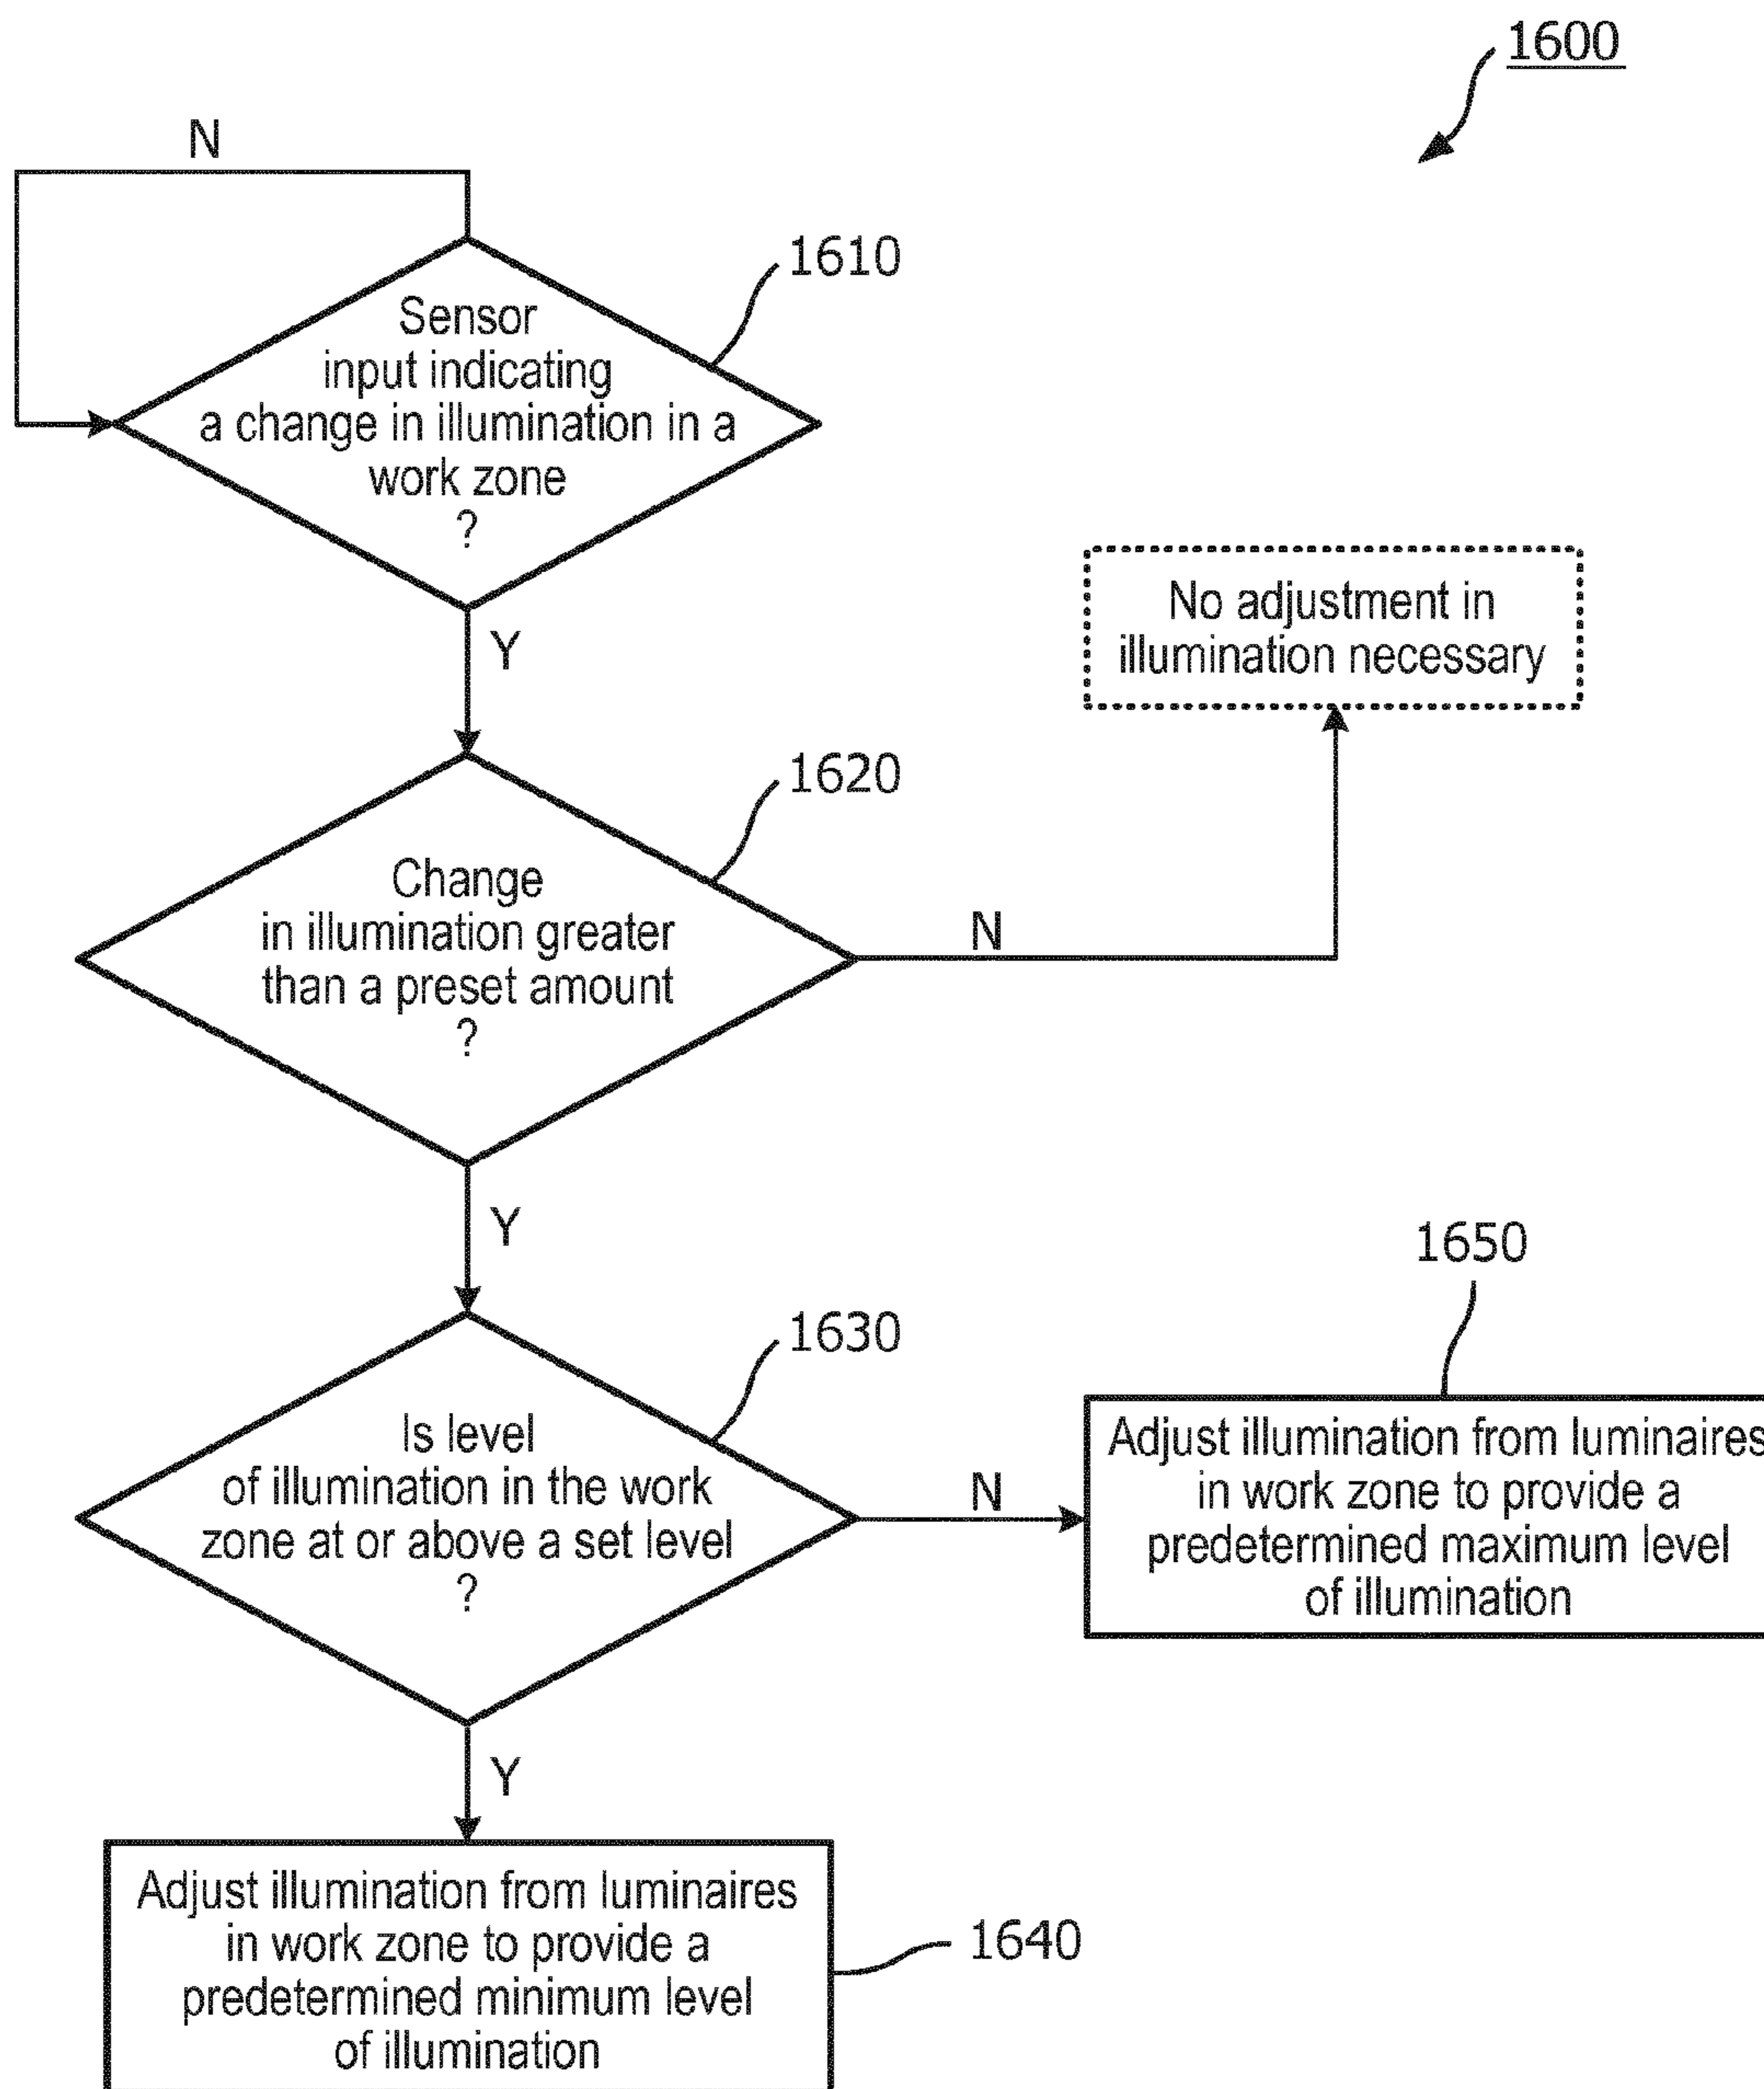 1600
N
1610
Sensor
input indicating
a change in illumination in a
work zone
?
Y
No adjustment in
illumination necessary
1620
Change
in illumination greater
than a preset amount
?
N
Y
1650
1630
Is level
of illumination in the work
zone at or above a set level
?
N
Adjust illumination from luminaires
in work zone to provide a
predetermined maximum level
of illumination
Y
Adjust illumination from luminaires
in work zone to provide a
predetermined minimum level
of illumination
1640